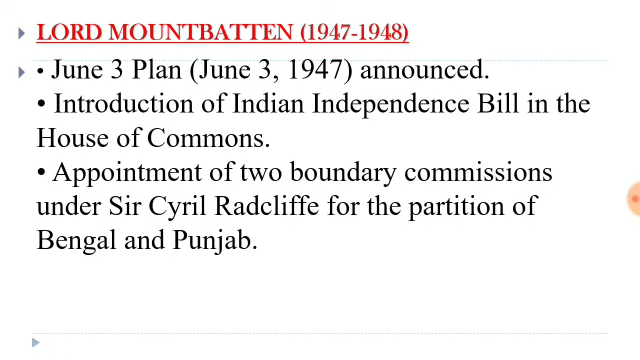 LORD MOUNTBATTEN (1947-1948)
• June 3 Plan (June 3, 1947) announced.
• Introduction of Indian Independence Bill in the
House of Commons.
• Appointment of two boundary commissions
under Sir Cyril Radcliffe for the partition of
Bengal and Punjab.